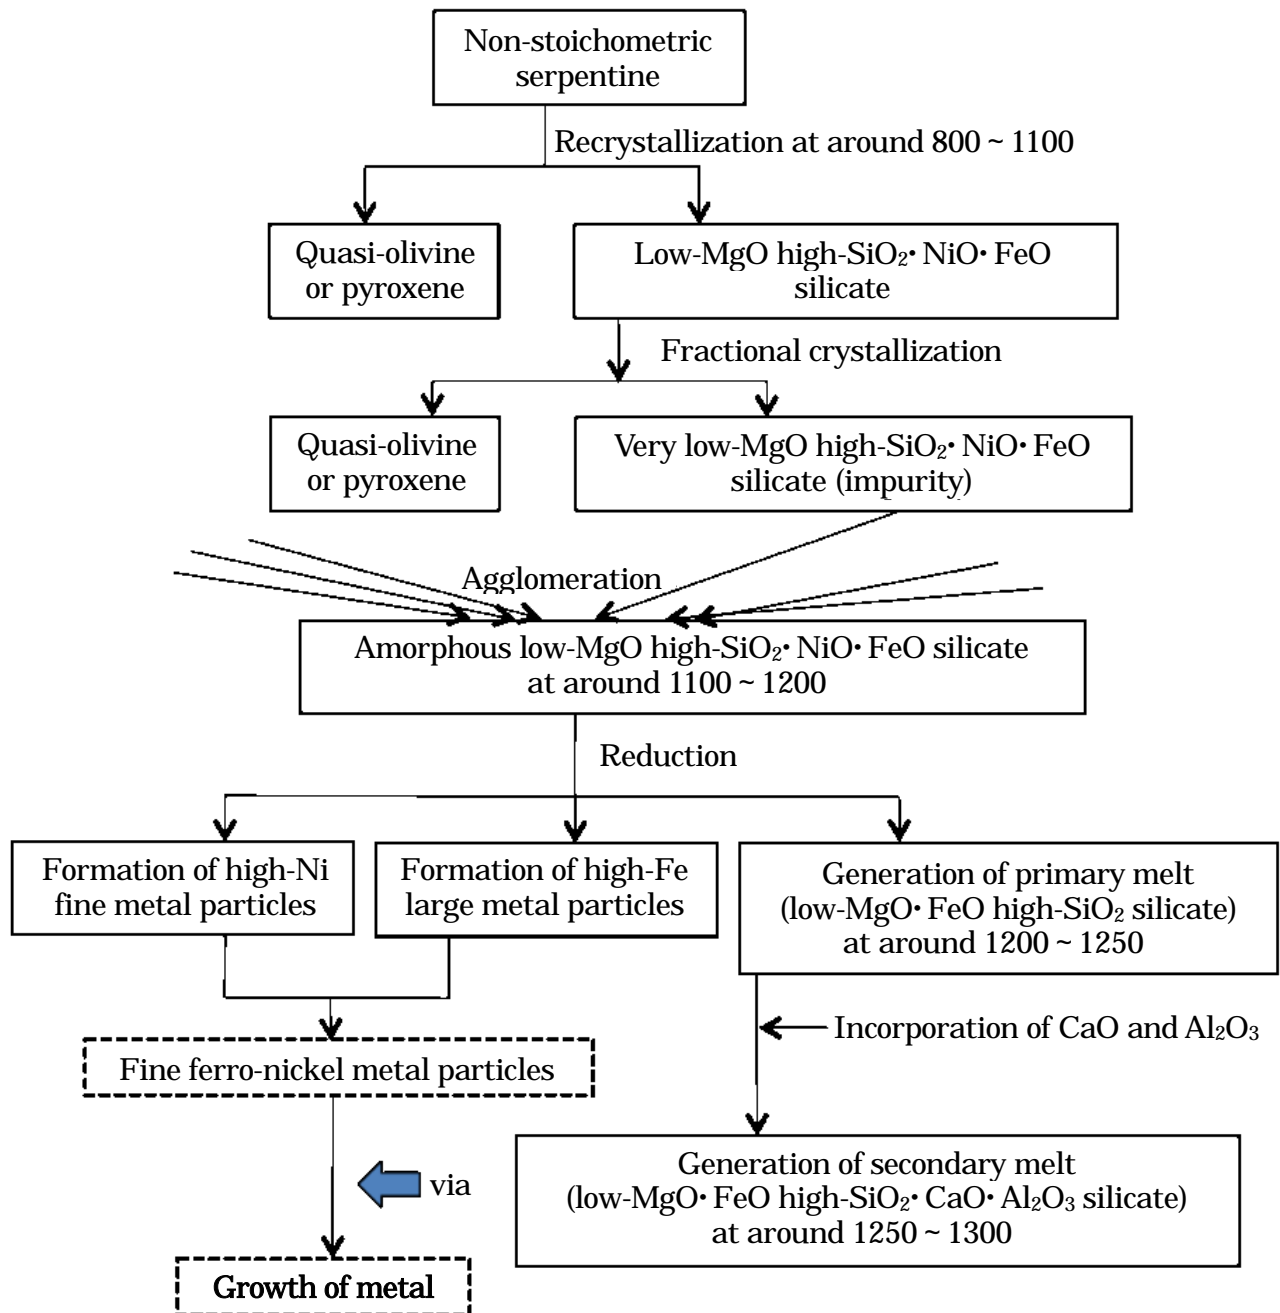 Non-stoichometric
serpentine
Recrystallization at around 800 ~ 1100
Quasi-olivine
or pyroxene
Low-MgO high-SiO₂· NiO· FeO
silicate
Fractional crystallization
Quasi-olivine
or pyroxene
Very low-MgO high-SiO₂· NiO· FeO
silicate (impurity)
Agglomeration
Amorphous low-MgO high-SiO₂· NiO· FeO silicate
at around 1100 ~ 1200
Reduction
Formation of high-Ni
fine metal particles
Formation of high-Fe
large metal particles
Generation of primary melt
(low-MgO· FeO high-SiO₂ silicate)
at around 1200 ~ 1250
Incorporation of CaO and Al₂O₃
Fine ferro-nickel metal particles
Generation of secondary melt
(low-MgO· FeO high-SiO₂· CaO· Al₂O₃ silicate)
at around 1250 ~ 1300
via
Growth of metal